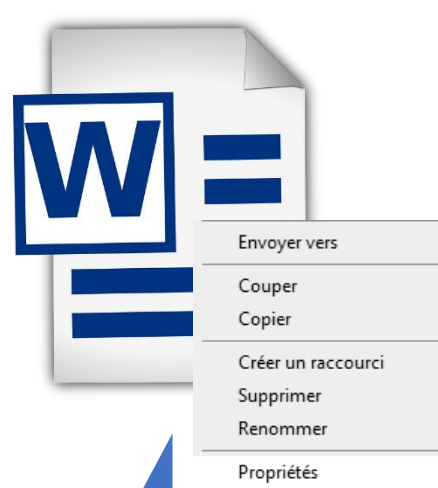 W
Envoyer vers
Couper
Copier
Créer un raccourci
Supprimer
Renommer
Propriétés